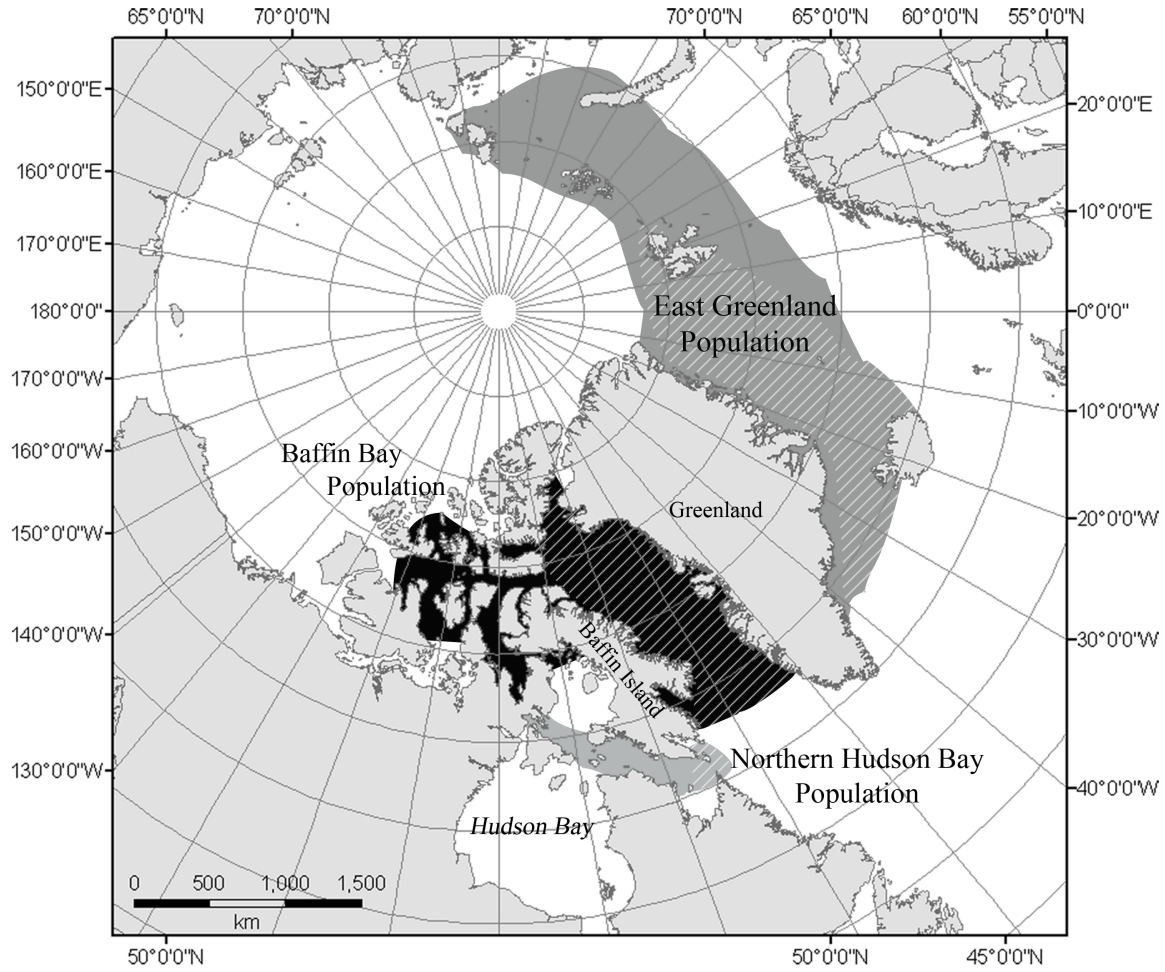 65°0'0"N 70°0'0"N 70°0'0"N 65°0'0"N 60°0'0"N 55°0'0"N
150°0'0"E
160°0'0"E
170°0'0"E
180°0'0"
170°0'0"W
160°0'0"W
150°0'0"W
140°0'0"W
130°0'0"W
20°0'0"E
10°0'0"E
0°0'0"
10°0'0"W
20°0'0"W
30°0'0"W
40°0'0"W
East Greenland
Population
Baffin Bay
Population
Greenland
Baffin Island
Northern Hudson Bay
Population
Hudson Bay
0 500 1,000 1,500
km
50°0'0"W 50°0'0"W 45°0'0"W